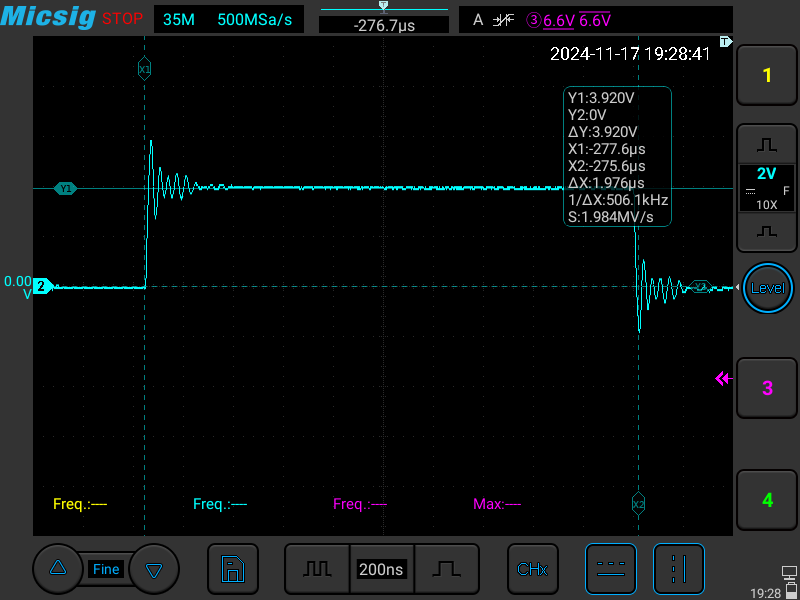 Micsig STOP 35M 500MSa/s -276.7μs A 3 6.6V 6.6V
T
T
2024-11-17 19:28:41
X1
Y1:3.920V
Y2:0V
ΔY:3.920V
X1:-277.6μs
X2:-275.6μs
ΔX:1.976μs
1/ΔX:506.1kHz
S:1.984MV/s
Y1
0.00
V
2
Y2
X2
Freq.:---- Freq.:---- Freq.:---- Max:----
1
2V
F
10X
Level
3
4
Fine 200ns CHx
19:28